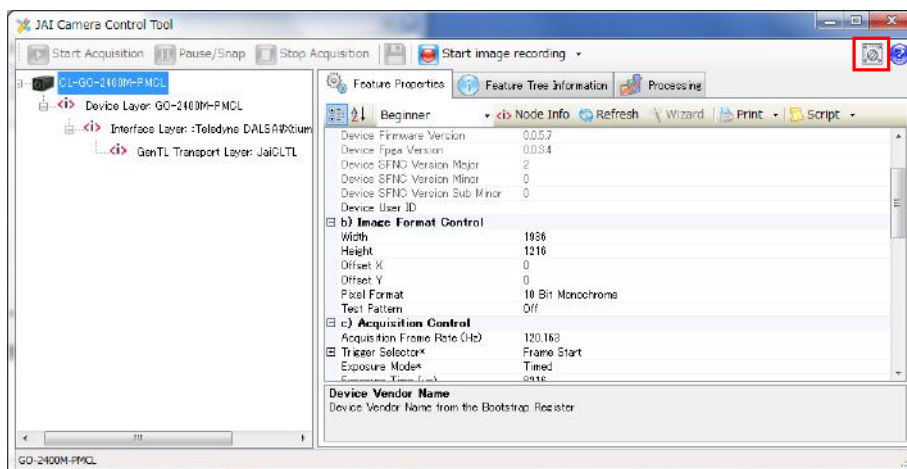 JAI Camera Control Tool
Start Acquisition Pause/Snap Stop Acquisition Start image recording
CL-GO-2400M-PMCL
Device Layer: GO-2400M-PMCL
Interface Layer: :Teledyne DALSA#Xtium
GenTL Transport Layer: JaiCLTL
Feature Properties Feature Tree Information Processing
Beginner <i> Node Info Refresh Wizard Print Script
Device Firmware Version 0.0.5.7
Device Fpga Version 0.0.3.4
Device SFNC Version Major 2
Device SFNC Version Minor 0
Device SFNC Version Sub Minor 0
Device User ID
b) Image Format Control
Width 1936
Height 1216
Offset X 0
Offset Y 0
Pixel Format 10 Bit Monochrome
Test Pattern Off
c) Acquisition Control
Acquisition Frame Rate (Hz) 120.163
Trigger Selector* Frame Start
Exposure Mode* Timed
Device Vendor Name
Device Vendor Name from the Bootstrap Register
GO-2400M-PMCL